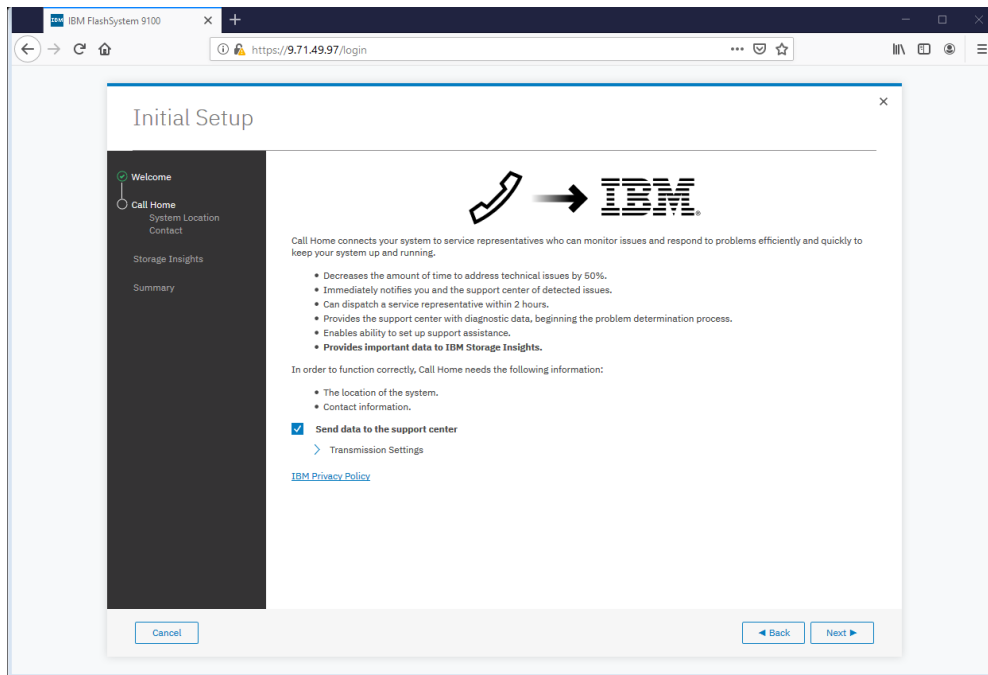 IBM FlashSystem 9100
https://9.71.49.97/login
Initial Setup
Welcome
Call Home
System Location
Contact
Storage Insights
Summary
IBM
Call Home connects your system to service representatives who can monitor issues and respond to problems efficiently and quickly to
keep your system up and running.
• Decreases the amount of time to address technical issues by 50%.
• Immediately notifies you and the support center of detected issues.
• Can dispatch a service representative within 2 hours.
• Provides the support center with diagnostic data, beginning the problem determination process.
• Enables ability to set up support assistance.
• Provides important data to IBM Storage Insights.
In order to function correctly, Call Home needs the following information:
• The location of the system.
• Contact information.
Send data to the support center
Transmission Settings
IBM Privacy Policy
Cancel
Back
Next